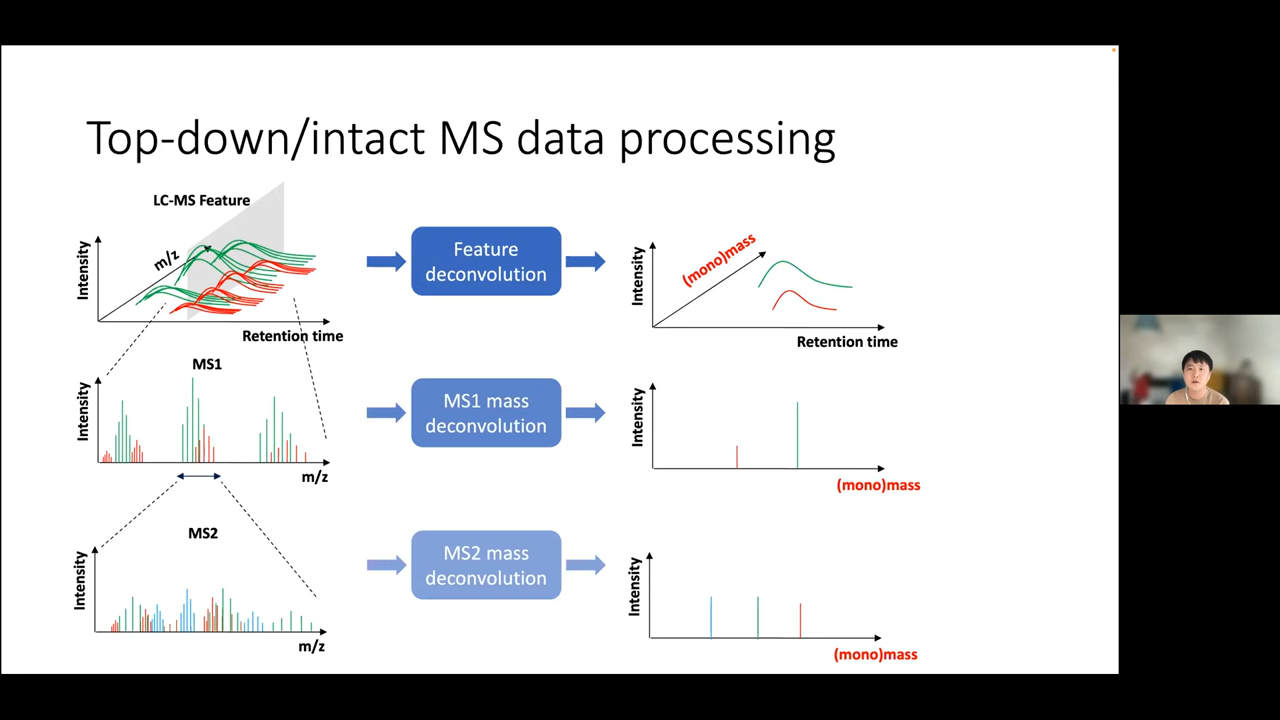 Top-down/intact MS data processing
LC-MS Feature
Intensity
m/z
Retention time
Feature
deconvolution
Intensity
(mono)mass
Retention time
MS1
Intensity
m/z
MS1 mass
deconvolution
Intensity
(mono)mass
MS2
Intensity
m/z
MS2 mass
deconvolution
Intensity
(mono)mass